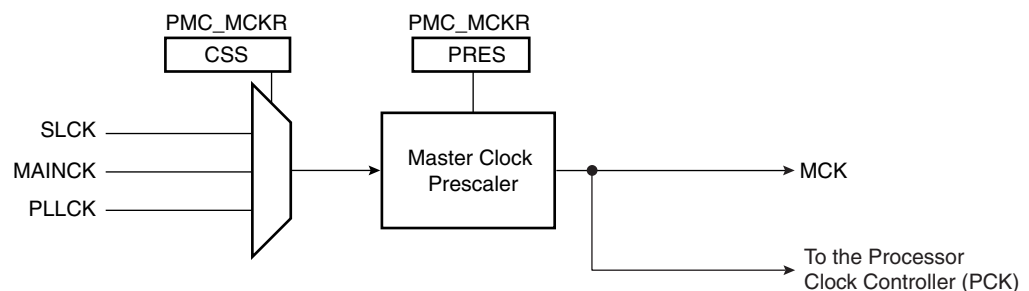 PMC_MCKR
PMC_MCKR
CSS
PRES
SLCK
MAINCK
PLLCK
Master Clock
Prescaler
MCK
To the Processor
Clock Controller (PCK)